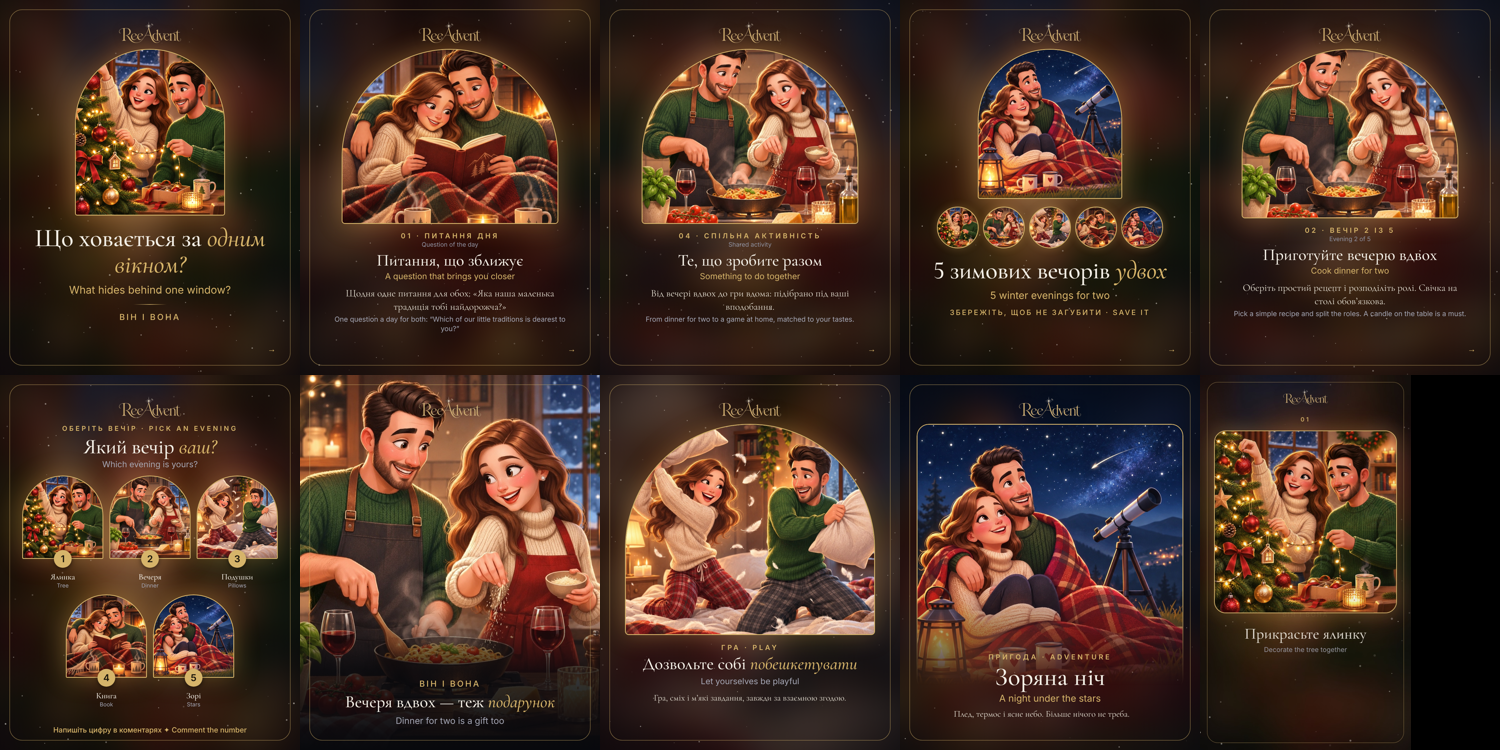 ReeAdvent
Що ховається за одним
вікном?
What hides behind one window?
ВІН І ВОНА
→
ReeAdvent
01 · ПИТАННЯ ДНЯ
Question of the day
Питання, що зближує
A question that brings you closer
Щодня одне питання для обох: «Яка наша маленька
традиція тобі найдорожча?»
One question a day for both: “Which of our little traditions is dearest to
you?”
→
ReeAdvent
04 · СПІЛЬНА АКТИВНІСТЬ
Shared activity
Те, що зробите разом
Something to do together
Від вечері вдвох до гри вдома: підібрано під ваші
вподобання.
From dinner for two to a game at home, matched to your tastes.
→
ReeAdvent
5 зимових вечорів удвох
5 winter evenings for two
ЗБЕРЕЖІТЬ, ЩОБ НЕ ЗАГУБИТИ · SAVE IT
→
ReeAdvent
02 · ВЕЧІР 2 ІЗ 5
Evening 2 of 5
Приготуйте вечерю вдвох
Cook dinner for two
Оберіть простий рецепт і розподіліть ролі. Свічка на
столі обов’язкова.
Pick a simple recipe and split the roles. A candle on the table is a must.
→
ReeAdvent
ОБЕРІТЬ ВЕЧІР · PICK AN EVENING
Який вечір ваш?
Which evening is yours?
1
2
3
Ялинка
Вечеря
Подушки
Tree
Dinner
Pillows
4
5
Книга
Зорі
Book
Stars
Напишіть цифру в коментарях ✦ Comment the number
ReeAdvent
ВІН І ВОНА
Вечеря вдвох — теж подарунок
Dinner for two is a gift too
ReeAdvent
ГРА · PLAY
Дозвольте собі побешкетувати
Let yourselves be playful
Гра, сміх і м’які завдання, завжди за взаємною згодою.
ReeAdvent
ПРИГОДА · ADVENTURE
Зоряна ніч
A night under the stars
Плед, термос і ясне небо. Більше нічого не треба.
ReeAdvent
01
Прикрасьте ялинку
Decorate the tree together